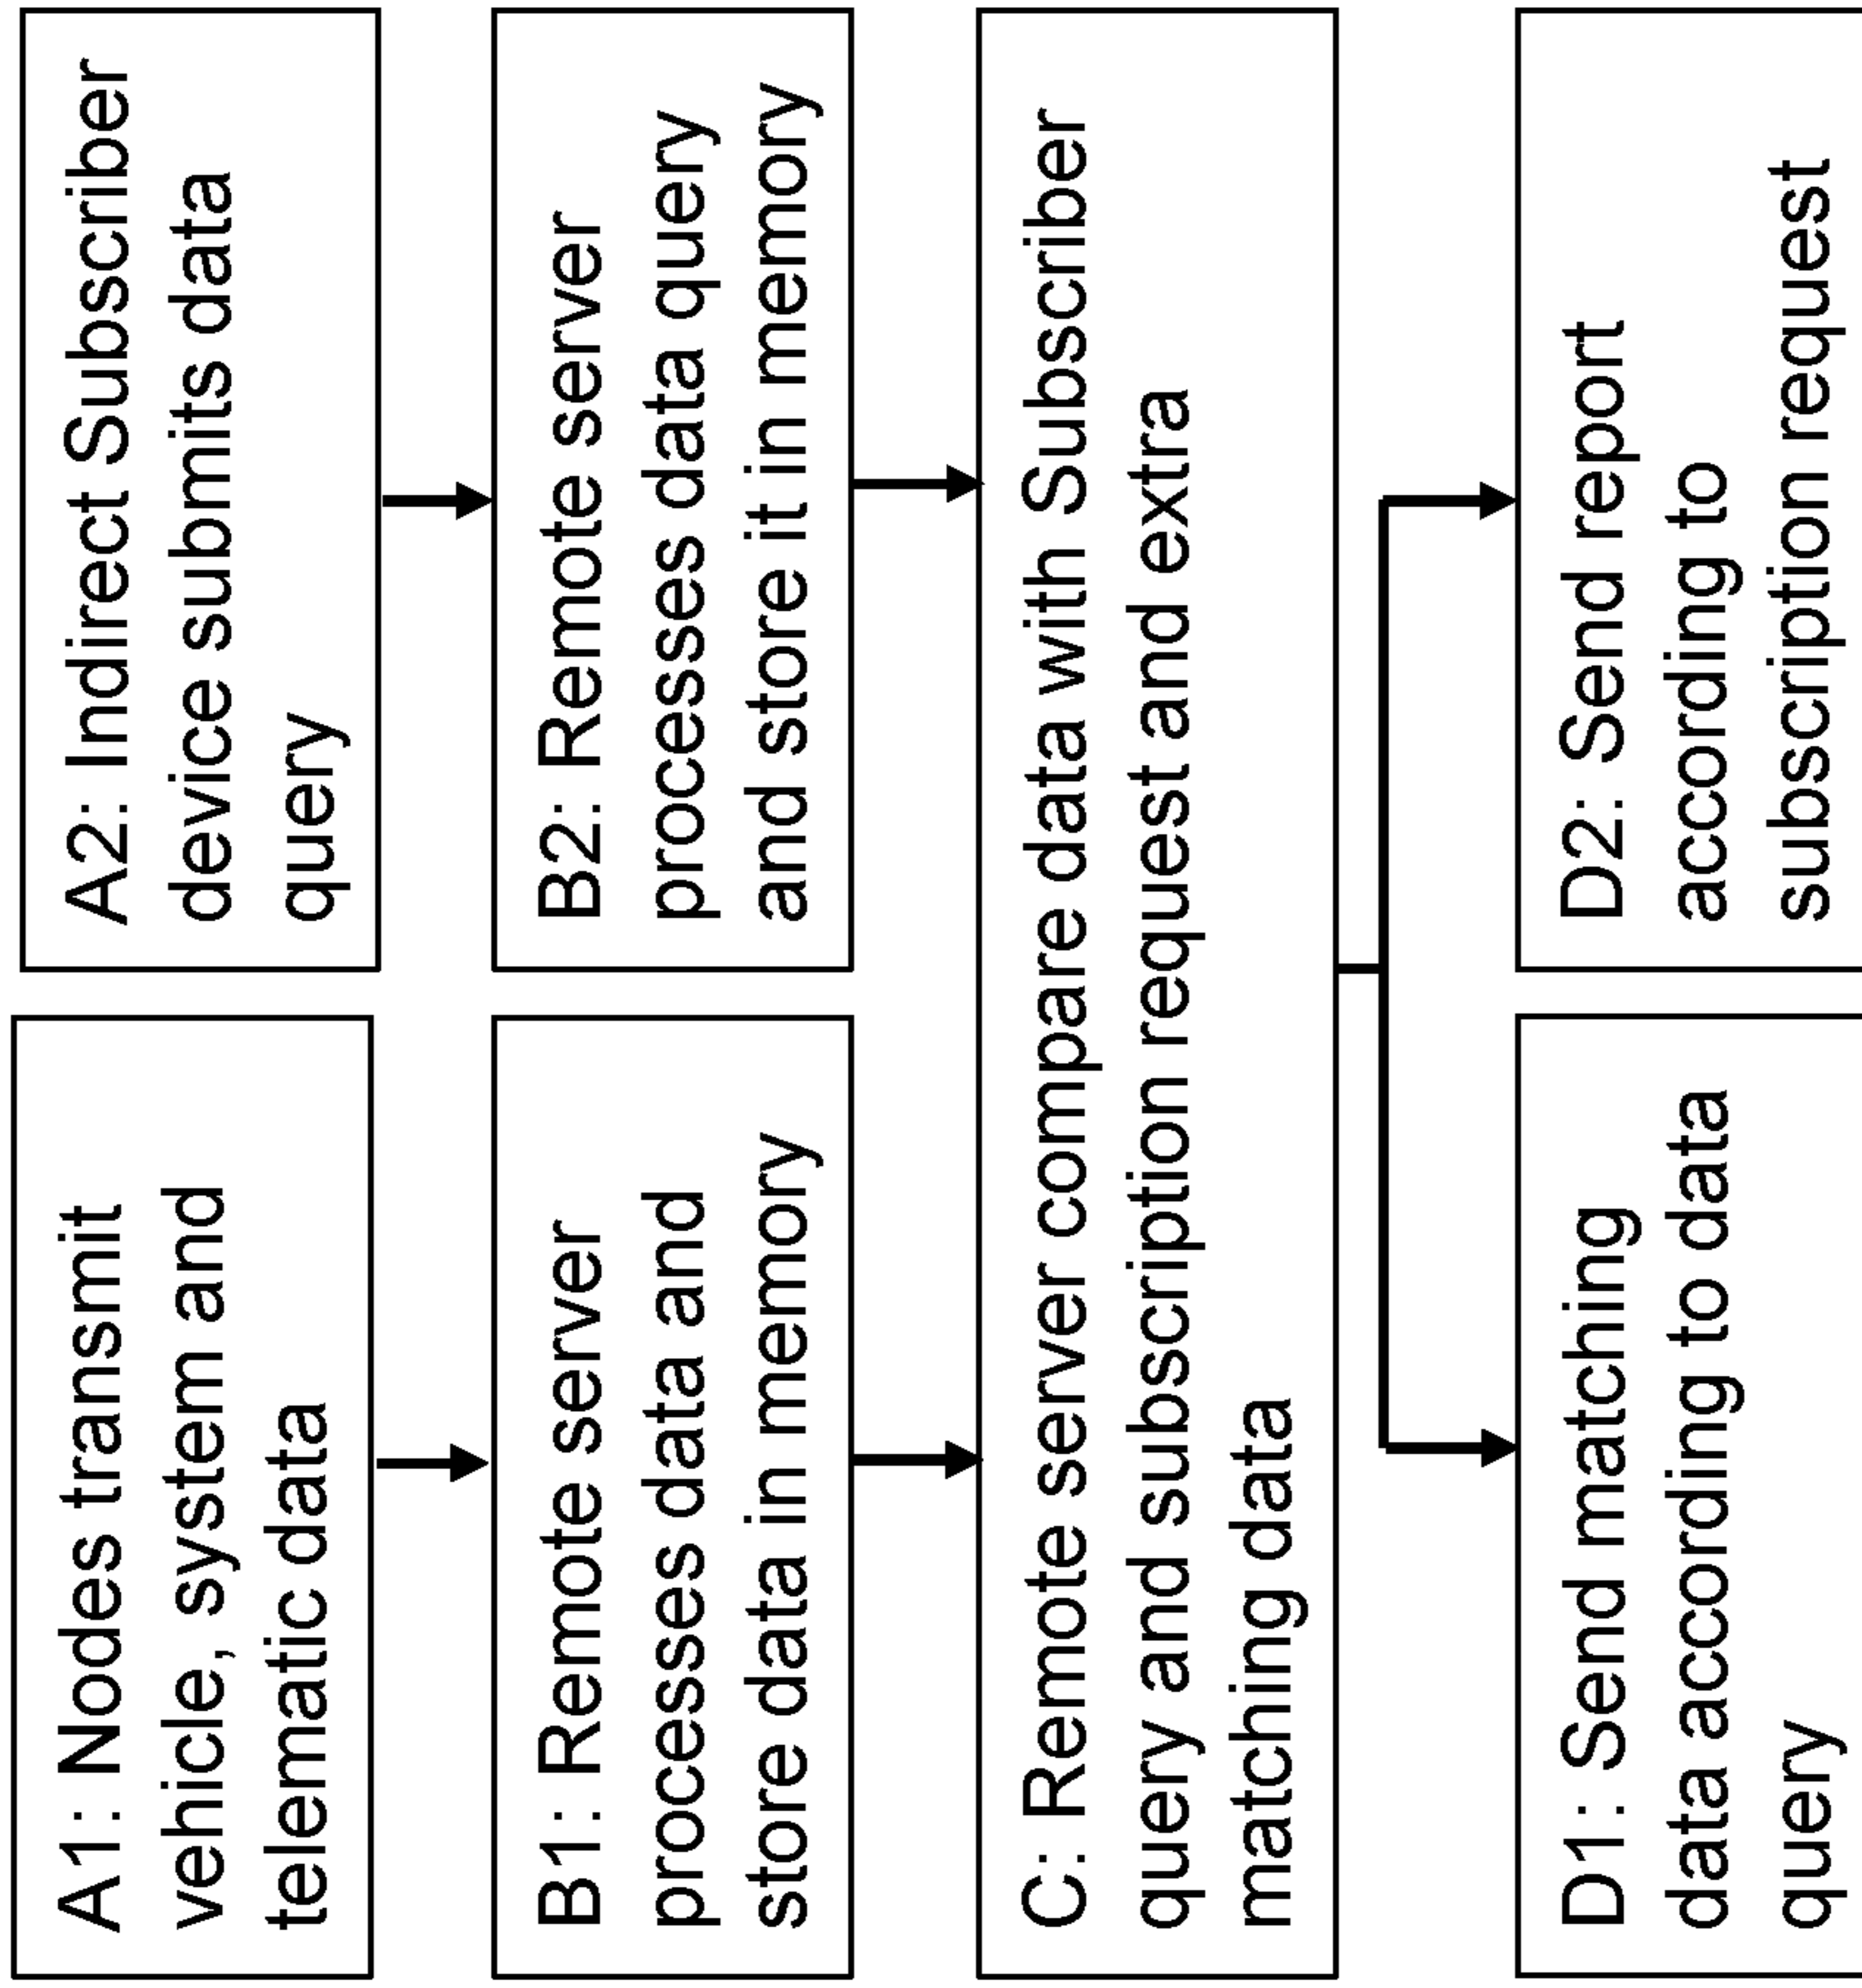 A1: Nodes transmit
vehicle, system and
telematic data
A2: Indirect Subscriber
device submits data
query
B1: Remote server
processes data and
store data in memory
B2: Remote server
processes data query
and store it in memory
C: Remote server compare data with Subscriber
query and subscription request and extra
matching data
D1: Send matching
data according to data
query
D2: Send report
according to
subscription request